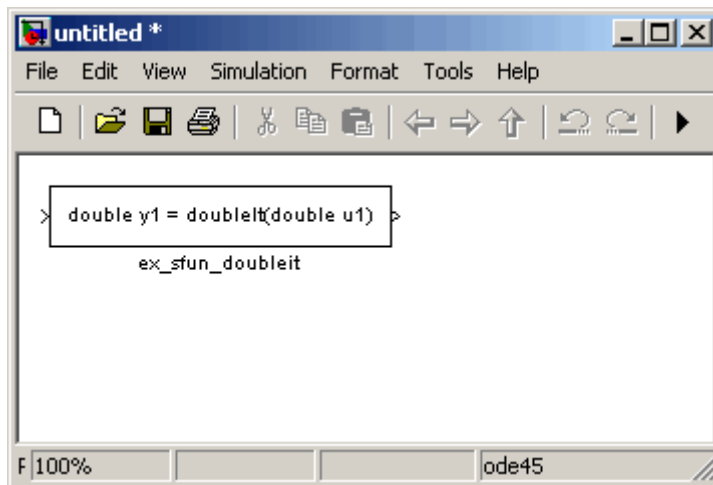 untitled *
File Edit View Simulation Format Tools Help
double y1 = doubleIt(double u1)
ex_sfun_doubleit
F 100% ode45